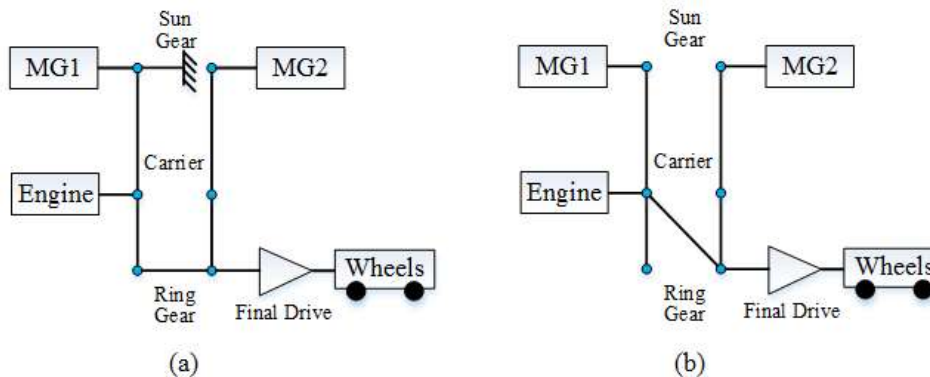 Sun
Gear
MG1
MG2
Carrier
Engine
Wheels
Ring
Gear
Final Drive
(a)
Sun
Gear
MG1
MG2
Carrier
Engine
Wheels
Ring
Gear
Final Drive
(b)